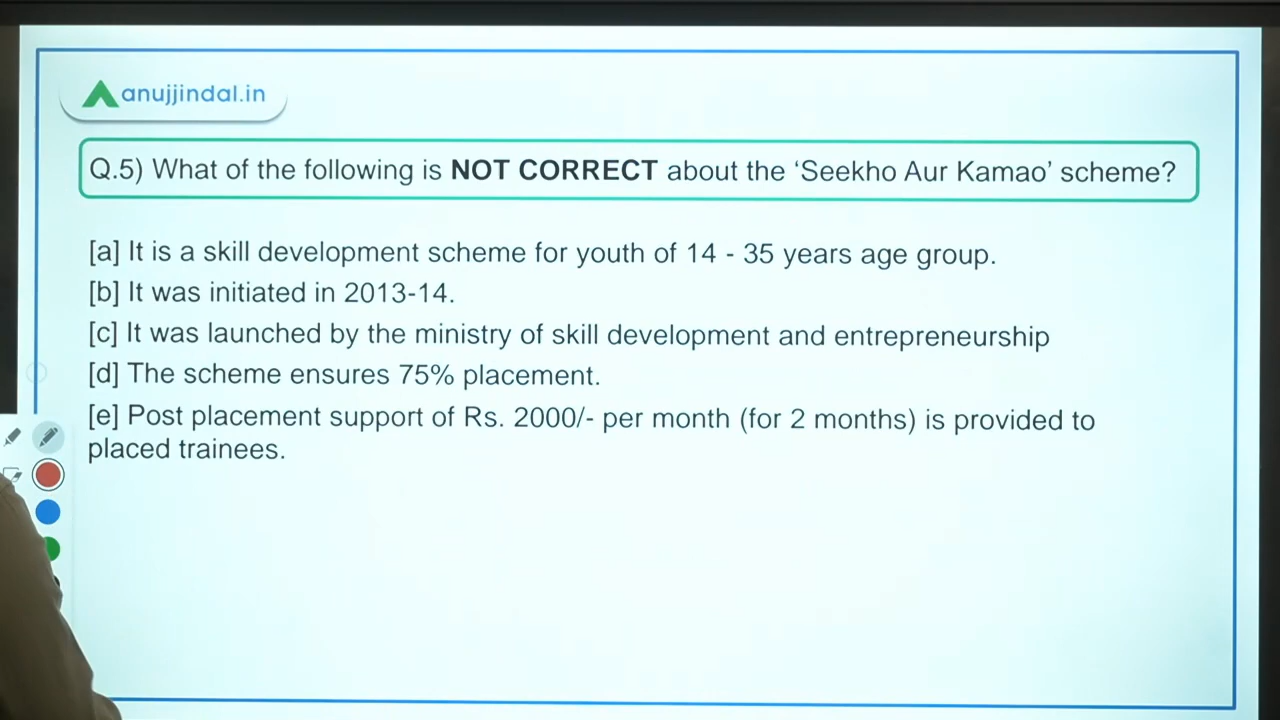 anujjindal.in
Q.5) What of the following is NOT CORRECT about the ‘Seekho Aur Kamao’ scheme?
[a] It is a skill development scheme for youth of 14 - 35 years age group.
[b] It was initiated in 2013-14.
[c] It was launched by the ministry of skill development and entrepreneurship
[d] The scheme ensures 75% placement.
[e] Post placement support of Rs. 2000/- per month (for 2 months) is provided to
placed trainees.